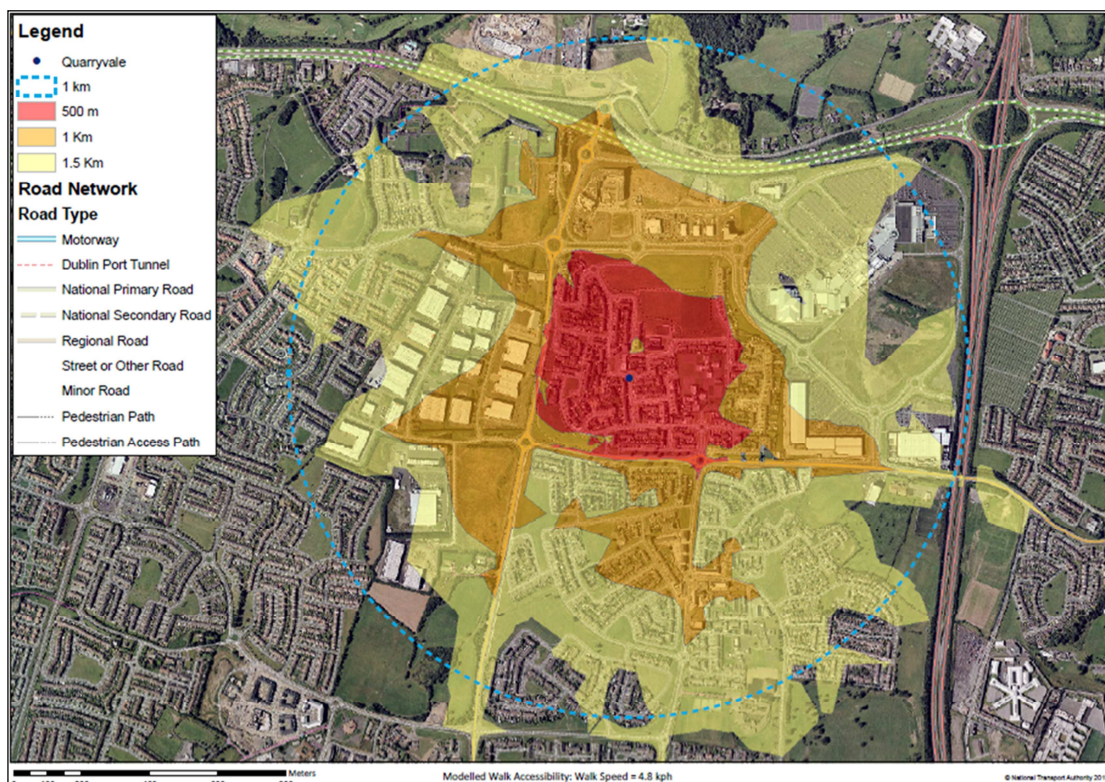 Legend
Quarryvale
1 km
500 m
1 Km
1.5 Km
Road Network
Road Type
Motorway
Dublin Port Tunnel
National Primary Road
National Secondary Road
Regional Road
Street or Other Road
Minor Road
Pedestrian Path
Pedestrian Access Path
Meters
Modelled Walk Accessibility: Walk Speed = 4.8 kph
© National Transport Authority